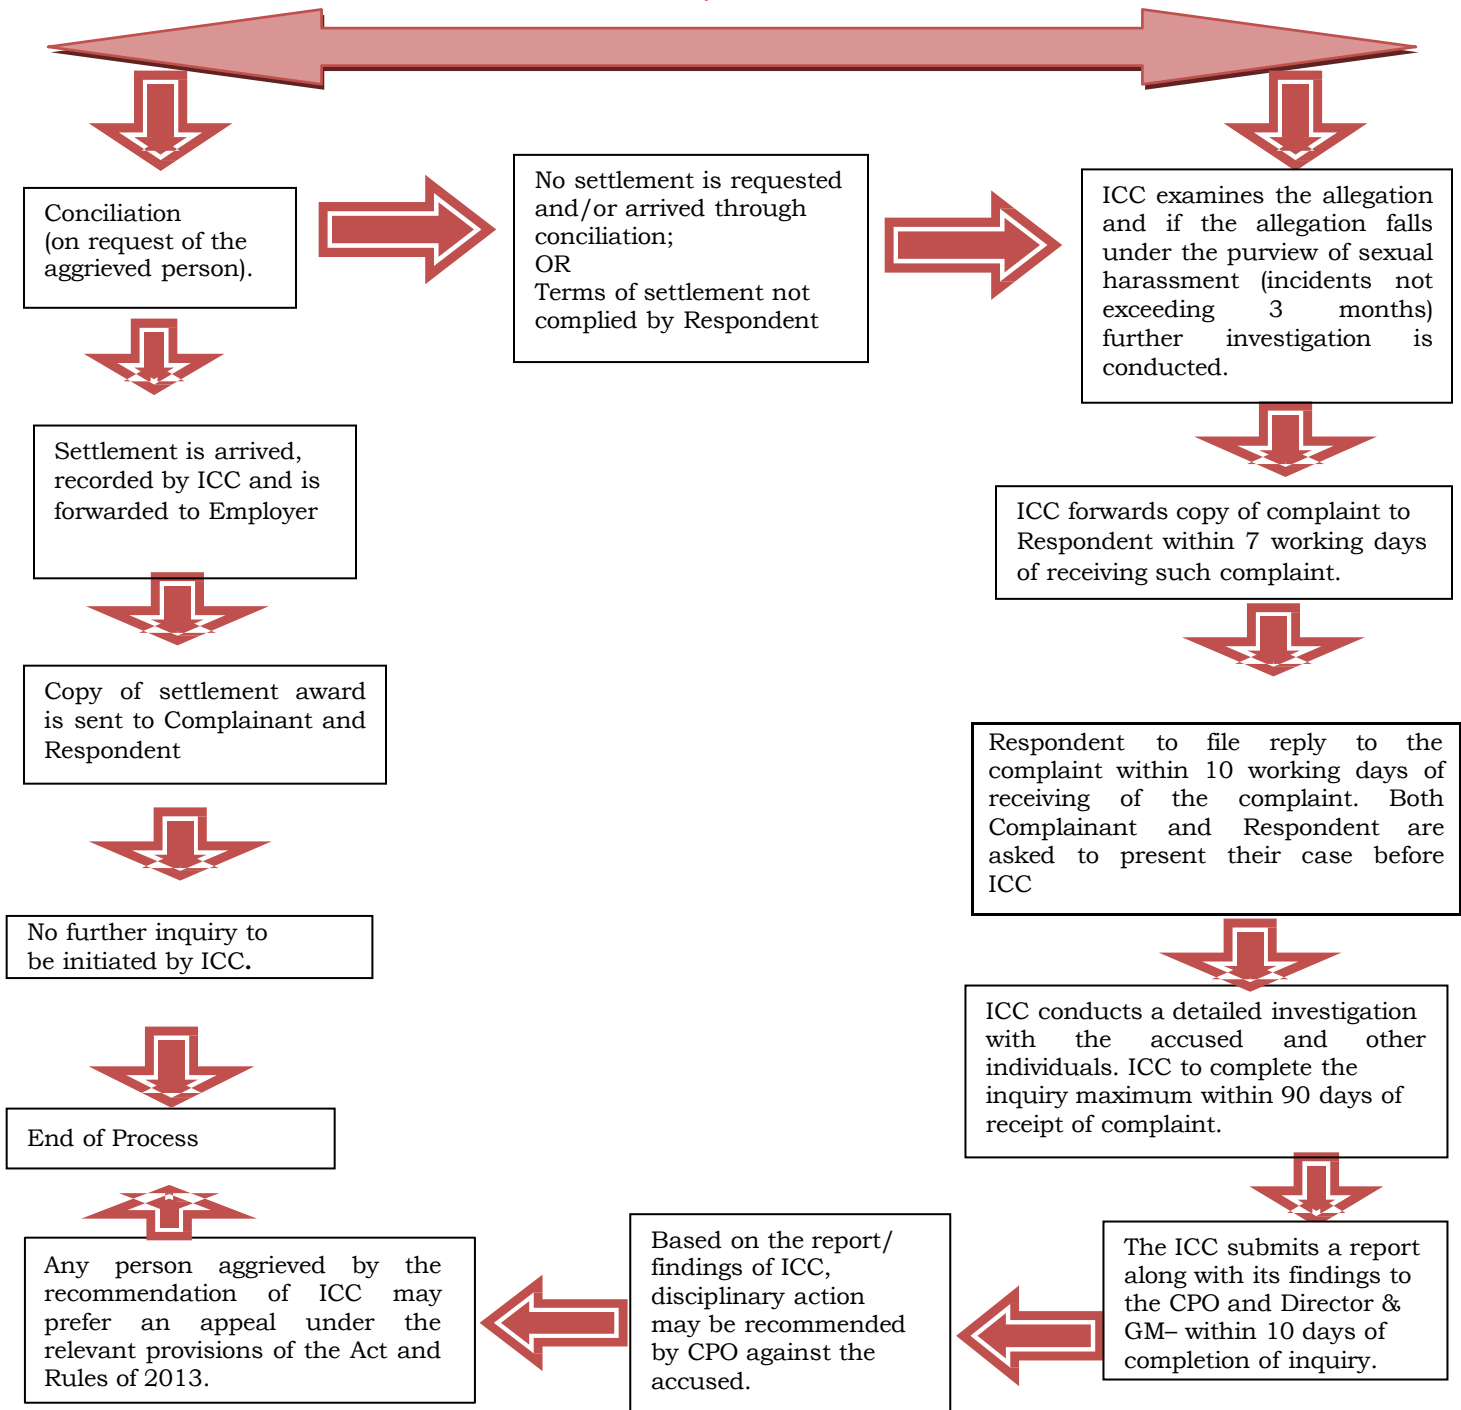 Conciliation
(on request of the
aggrieved person).
No settlement is requested
and/or arrived through
conciliation;
OR
Terms of settlement not
complied by Respondent
ICC examines the allegation
and if the allegation falls
under the purview of sexual
harassment (incidents not
exceeding 3 months)
further investigation is
conducted.
Settlement is arrived,
recorded by ICC and is
forwarded to Employer
ICC forwards copy of complaint to
Respondent within 7 working days
of receiving such complaint.
Copy of settlement award
is sent to Complainant and
Respondent
Respondent to file reply to the
complaint within 10 working days of
receiving of the complaint. Both
Complainant and Respondent are
asked to present their case before
ICC
No further inquiry to
be initiated by ICC.
ICC conducts a detailed investigation
with the accused and other
individuals. ICC to complete the
inquiry maximum within 90 days of
receipt of complaint.
End of Process
The ICC submits a report
along with its findings to
the CPO and Director &
GM– within 10 days of
completion of inquiry.
Based on the report/
findings of ICC,
disciplinary action
may be recommended
by CPO against the
accused.
Any person aggrieved by the
recommendation of ICC may
prefer an appeal under the
relevant provisions of the Act and
Rules of 2013.